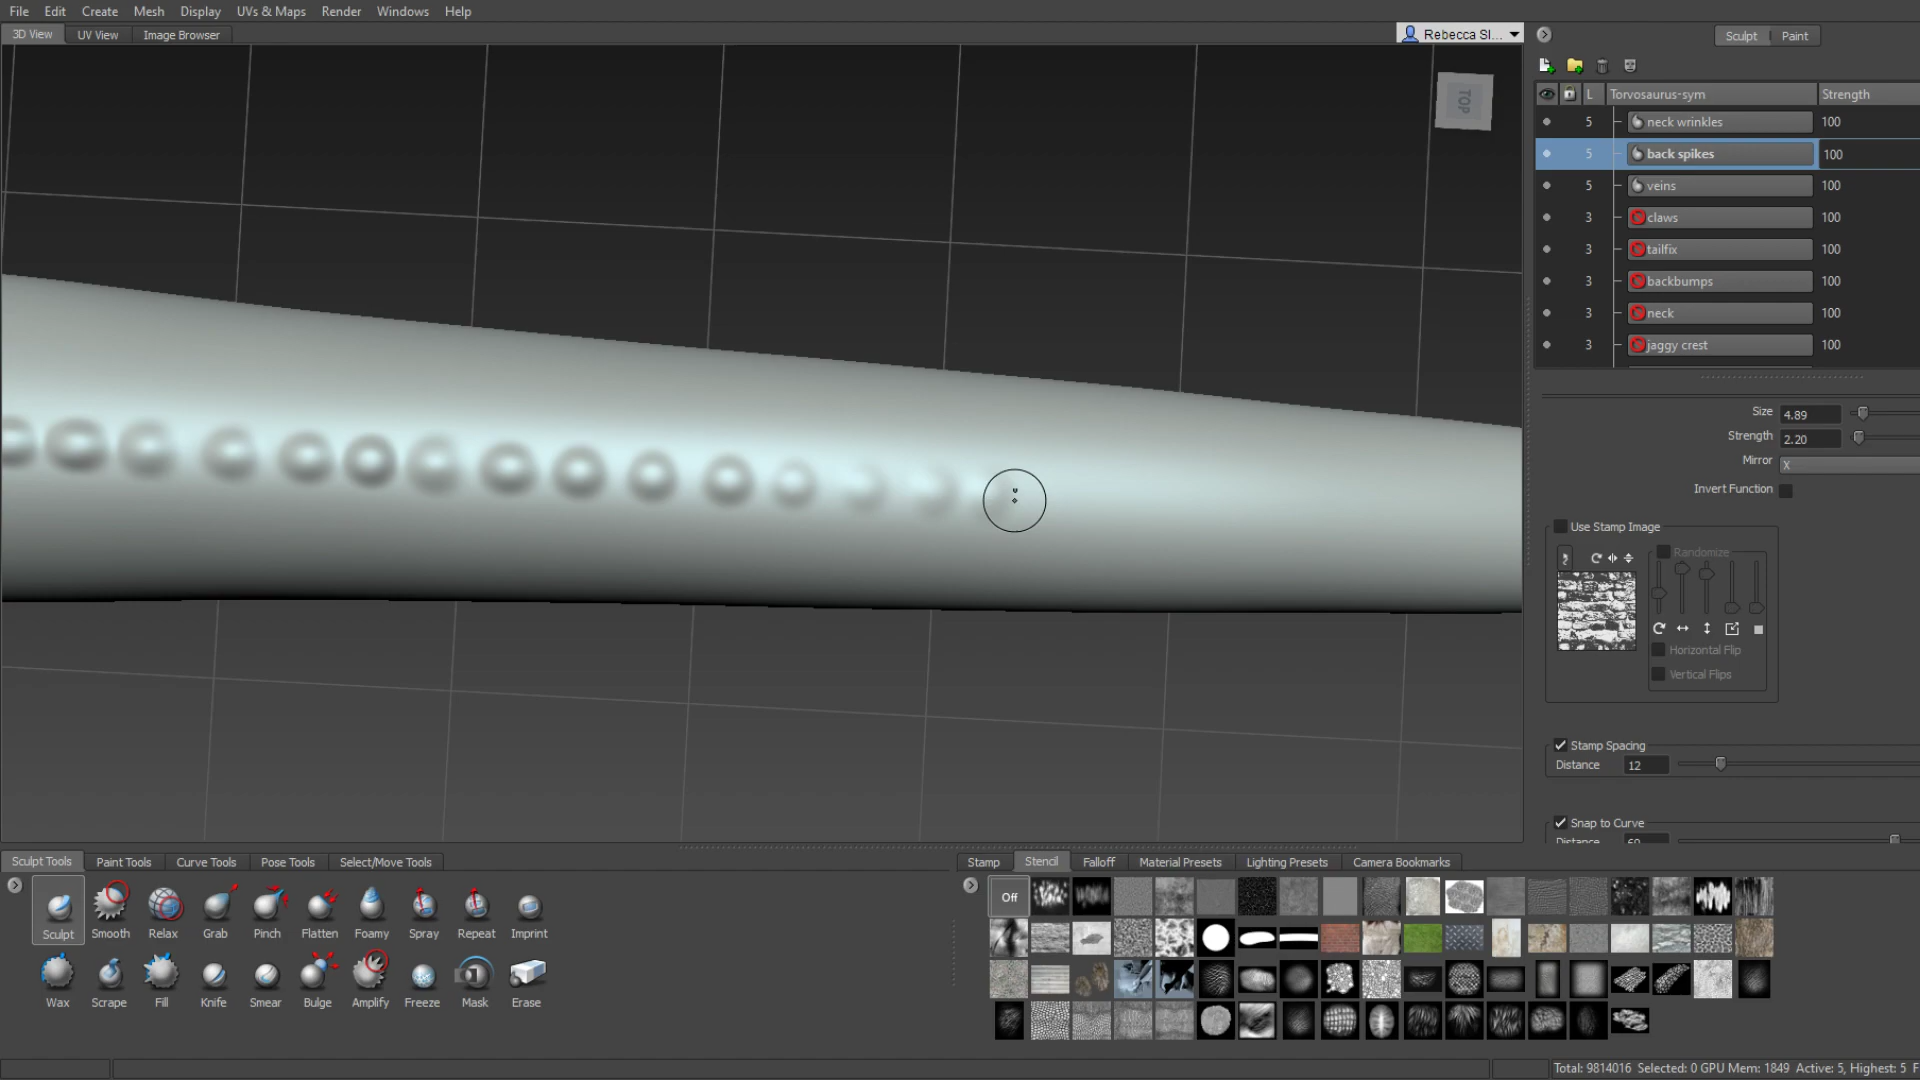 File Edit Create Mesh Display UVs & Maps Render Curves Windows Help
3D View UV View Image Browser
Rebecca Sl...
TOP
Sculpt Paint
L Torvosaurus-sym Strength
5 neck wrinkles 100
5 back spikes 100
5 veins 100
3 claws 100
3 tailfix 100
3 backbumps 100
3 neck 100
3 jaggy crest 100
Size 4.89
Strength 2.20
Mirror X
Invert Function
Use Stamp Image
Randomize
Horizontal Flip
Vertical Flips
Stamp Spacing
Distance 12
Snap to Curve
Distance 60
Sculpt Tools Paint Tools Curve Tools Pose Tools Select/Move Tools
Stamp Stencil Falloff Material Presets Lighting Presets Camera Bookmarks
Off
Sculpt Smooth Relax Grab Pinch Flatten Foamy Spray Repeat Imprint
Wax Scrape Fill Knife Smear Bulge Amplify Freeze Mask Erase
Total: 9814016 Selected: 0 GPU Mem: 1849 Active: 5, Highest: 5 F